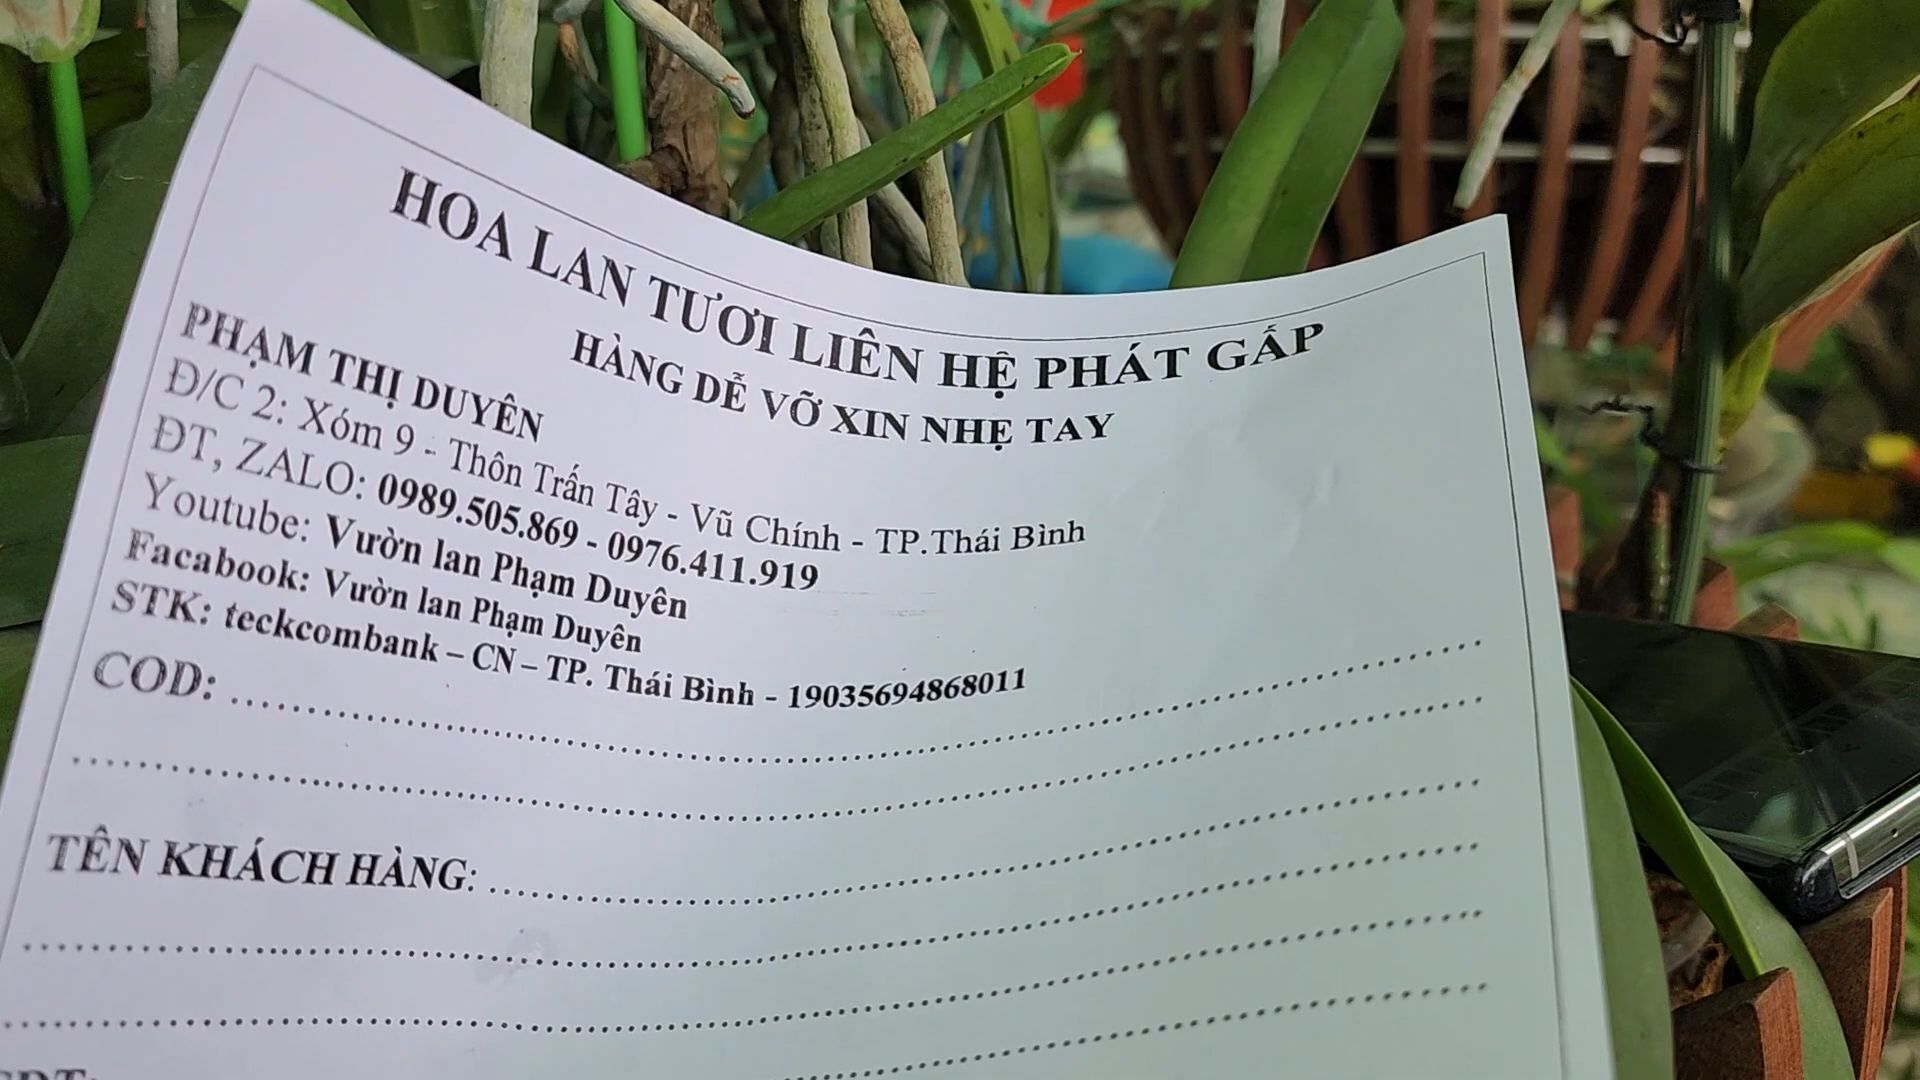 HOA LAN TƯƠI LIÊN HỆ PHÁT GẤP
HÀNG DỄ VỠ XIN NHẸ TAY
PHẠM THỊ DUYÊN
Đ/C 2: Xóm 9 - Thôn Trấn Tây - Vũ Chính - TP.Thái Bình
ĐT, ZALO: 0989.505.869 - 0976.411.919
Youtube: Vườn lan Phạm Duyên
Facabook: Vườn lan Phạm Duyên
STK: teckcombank – CN – TP. Thái Bình - 19035694868011
COD:
TÊN KHÁCH HÀNG: